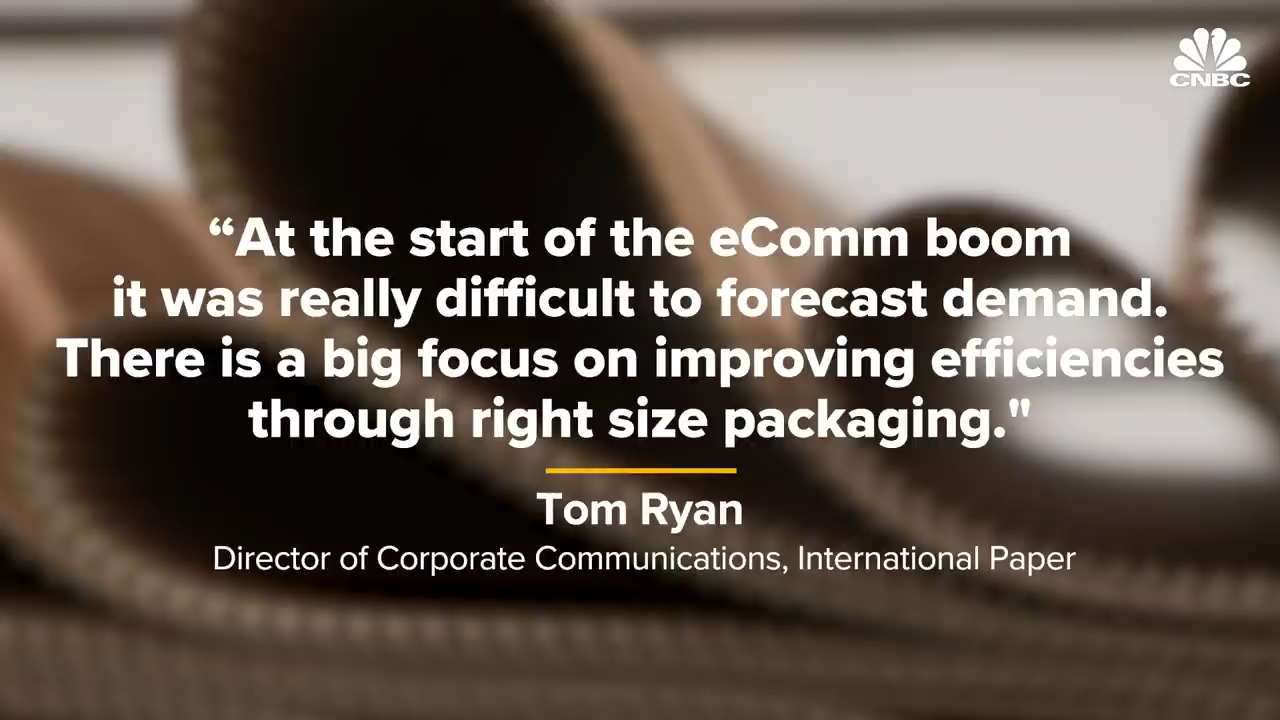 CNBC
“At the start of the eComm boom
it was really difficult to forecast demand.
There is a big focus on improving efficiencies
through right size packaging."
Tom Ryan
Director of Corporate Communications, International Paper